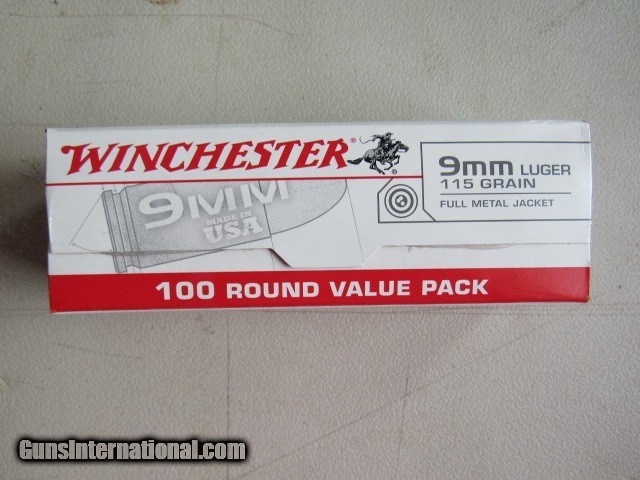 WINCHESTER®
9mm LUGER
115 GRAIN
FULL METAL JACKET
9MM
MADE IN
USA
100 ROUND VALUE PACK
GunsInternational.com